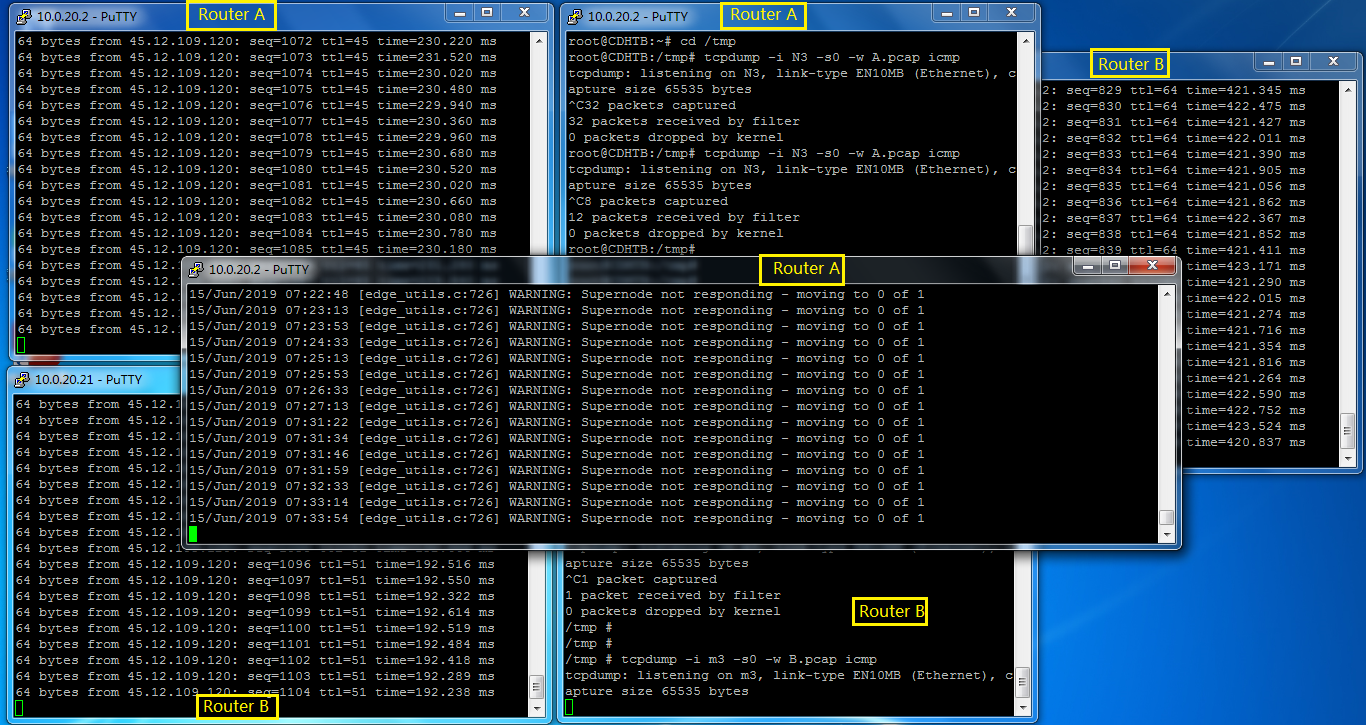 10.0.20.2 - PuTTY
Router A
64 bytes from 45.12.109.120: seq=1072 ttl=45 time=230.220 ms
64 bytes from 45.12.109.120: seq=1073 ttl=45 time=231.520 ms
64 bytes from 45.12.109.120: seq=1074 ttl=45 time=230.020 ms
64 bytes from 45.12.109.120: seq=1075 ttl=45 time=230.480 ms
64 bytes from 45.12.109.120: seq=1076 ttl=45 time=229.940 ms
64 bytes from 45.12.109.120: seq=1077 ttl=45 time=230.360 ms
64 bytes from 45.12.109.120: seq=1078 ttl=45 time=229.960 ms
64 bytes from 45.12.109.120: seq=1079 ttl=45 time=230.680 ms
64 bytes from 45.12.109.120: seq=1080 ttl=45 time=230.520 ms
64 bytes from 45.12.109.120: seq=1081 ttl=45 time=230.020 ms
64 bytes from 45.12.109.120: seq=1082 ttl=45 time=230.660 ms
64 bytes from 45.12.109.120: seq=1083 ttl=45 time=230.080 ms
64 bytes from 45.12.109.120: seq=1084 ttl=45 time=230.780 ms
64 bytes from 45.12.109.120: seq=1085 ttl=45 time=230.180 ms
64 bytes from 45.12.1
64 bytes from 45.12.1
64 bytes from 45.12.1
64 bytes from 45.12.1
64 bytes from 45.12.1
10.0.20.2 - PuTTY
Router A
root@CDHTB:~# cd /tmp
root@CDHTB:/tmp# tcpdump -i N3 -s0 -w A.pcap
tcpdump: listening on N3, link-type EN10MB (Ethernet), c
apture size 65535 bytes
^C32 packets captured
32 packets received by filter
0 packets dropped by kernel
root@CDHTB:/tmp# tcpdump -i N3 -s0 -w A.pcap icmp
tcpdump: listening on N3, link-type EN10MB (Ethernet), c
apture size 65535 bytes
^C8 packets captured
12 packets received by filter
0 packets dropped by kernel
root@CDHTB:/tmp#
Router B
2: seq=829 ttl=64 time=421.345 ms
2: seq=830 ttl=64 time=422.475 ms
2: seq=831 ttl=64 time=421.427 ms
2: seq=832 ttl=64 time=422.011 ms
2: seq=833 ttl=64 time=421.390 ms
2: seq=834 ttl=64 time=421.905 ms
2: seq=835 ttl=64 time=421.056 ms
2: seq=836 ttl=64 time=421.862 ms
2: seq=837 ttl=64 time=422.367 ms
2: seq=838 ttl=64 time=421.852 ms
2: seq=839 ttl=64 time=421.411 ms
time=423.171 ms
time=421.290 ms
time=422.015 ms
time=421.274 ms
time=421.716 ms
time=421.354 ms
time=421.816 ms
time=421.264 ms
time=422.590 ms
time=422.752 ms
time=423.524 ms
time=420.837 ms
10.0.20.2 - PuTTY
Router A
15/Jun/2019 07:22:48 [edge_utils.c:726] WARNING: Supernode not responding - moving to 0 of 1
15/Jun/2019 07:23:13 [edge_utils.c:726] WARNING: Supernode not responding - moving to 0 of 1
15/Jun/2019 07:23:53 [edge_utils.c:726] WARNING: Supernode not responding - moving to 0 of 1
15/Jun/2019 07:24:33 [edge_utils.c:726] WARNING: Supernode not responding - moving to 0 of 1
15/Jun/2019 07:25:13 [edge_utils.c:726] WARNING: Supernode not responding - moving to 0 of 1
15/Jun/2019 07:25:53 [edge_utils.c:726] WARNING: Supernode not responding - moving to 0 of 1
15/Jun/2019 07:26:33 [edge_utils.c:726] WARNING: Supernode not responding - moving to 0 of 1
15/Jun/2019 07:27:13 [edge_utils.c:726] WARNING: Supernode not responding - moving to 0 of 1
15/Jun/2019 07:31:22 [edge_utils.c:726] WARNING: Supernode not responding - moving to 0 of 1
15/Jun/2019 07:31:34 [edge_utils.c:726] WARNING: Supernode not responding - moving to 0 of 1
15/Jun/2019 07:31:46 [edge_utils.c:726] WARNING: Supernode not responding - moving to 0 of 1
15/Jun/2019 07:31:59 [edge_utils.c:726] WARNING: Supernode not responding - moving to 0 of 1
15/Jun/2019 07:32:33 [edge_utils.c:726] WARNING: Supernode not responding - moving to 0 of 1
15/Jun/2019 07:33:14 [edge_utils.c:726] WARNING: Supernode not responding - moving to 0 of 1
15/Jun/2019 07:33:54 [edge_utils.c:726] WARNING: Supernode not responding - moving to 0 of 1
10.0.20.21 - PuTTY
64 bytes from 45.12.1
64 bytes from 45.12.1
64 bytes from 45.12.1
64 bytes from 45.12.1
64 bytes from 45.12.1
64 bytes from 45.12.1
64 bytes from 45.12.1
64 bytes from 45.12.1
64 bytes from 45.12.1
64 bytes from 45.12.1
64 bytes from 45.12.109.120: seq=1096 ttl=51 time=192.516 ms
64 bytes from 45.12.109.120: seq=1097 ttl=51 time=192.550 ms
64 bytes from 45.12.109.120: seq=1098 ttl=51 time=192.322 ms
64 bytes from 45.12.109.120: seq=1099 ttl=51 time=192.614 ms
64 bytes from 45.12.109.120: seq=1100 ttl=51 time=192.519 ms
64 bytes from 45.12.109.120: seq=1101 ttl=51 time=192.484 ms
64 bytes from 45.12.109.120: seq=1102 ttl=51 time=192.418 ms
64 bytes from 45.12.109.120: seq=1103 ttl=51 time=192.289 ms
64 bytes from 45.12.109.120: seq=1104 ttl=51 time=192.238 ms
Router B
apture size 65535 bytes
^C1 packet captured
1 packet received by filter
0 packets dropped by kernel
/tmp #
/tmp #
/tmp # tcpdump -i m3 -s0 -w B.pcap icmp
tcpdump: listening on m3, link-type EN10MB (Ethernet), c
apture size 65535 bytes
Router B